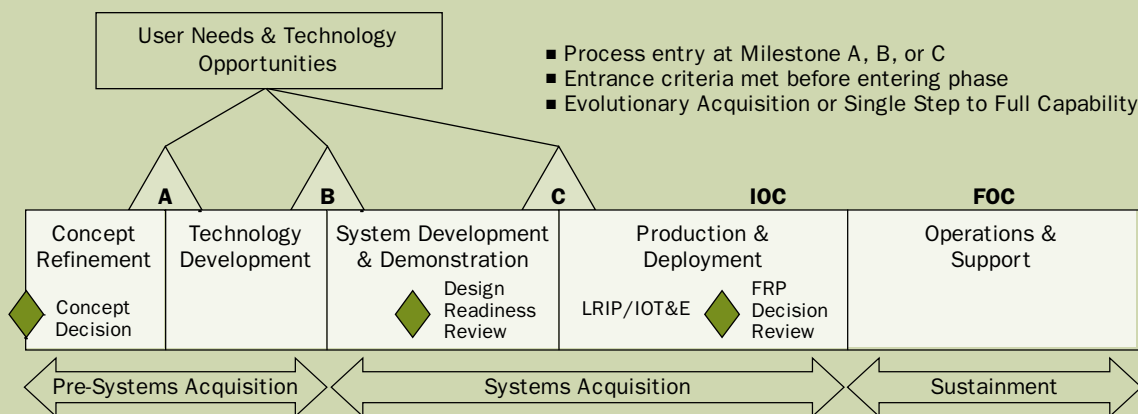 User Needs & Technology
Opportunities
■ Process entry at Milestone A, B, or C
■ Entrance criteria met before entering phase
■ Evolutionary Acquisition or Single Step to Full Capability
A
B
C
IOC
FOC
Concept
Refinement
Technology
Development
System Development
& Demonstration
Production &
Deployment
Operations &
Support
Concept
Decision
Design
Readiness
Review
LRIP/IOT&E
FRP
Decision
Review
Pre-Systems Acquisition
Systems Acquisition
Sustainment